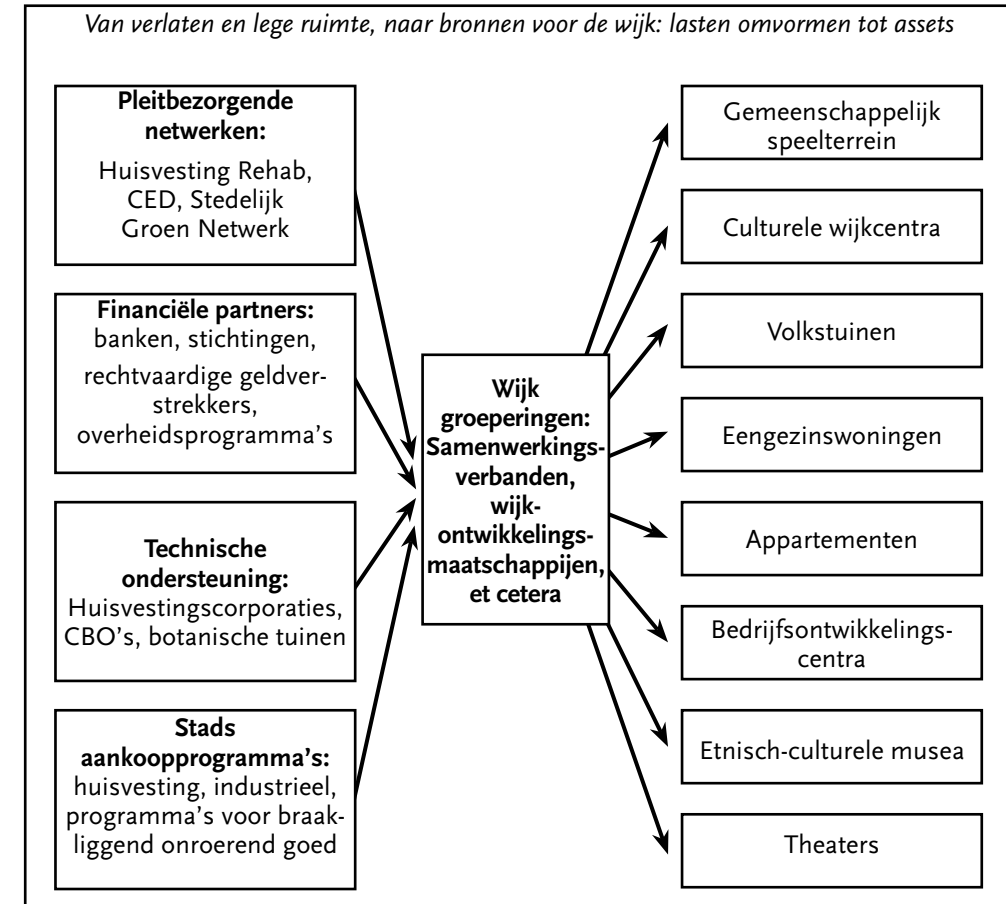 Van verlaten en lege ruimte, naar bronnen voor de wijk: lasten omvormen tot assets
Pleitbezorgende
netwerken:
Huisvesting Rehab,
CED, Stedelijk
Groen Netwerk
Financiële partners:
banken, stichtingen,
rechtvaardige geldver-
strekkers,
overheidsprogramma's
Technische
ondersteuning:
Huisvestingscorporaties,
CBO's, botanische tuinen
Stads
aankoopprogramma's:
huisvesting, industrieel,
programma's voor braak-
liggend onroerend goed
Wijk
groeperingen:
Samenwerkings-
verbanden,
wijk-
ontwikkelings-
maatschappijen,
et cetera
Gemeenschappelijk
speelterrein
Culturele wijkcentra
Volkstuinen
Eengezinswoningen
Appartementen
Bedrijfsontwikkelings-
centra
Etnisch-culturele musea
Theaters